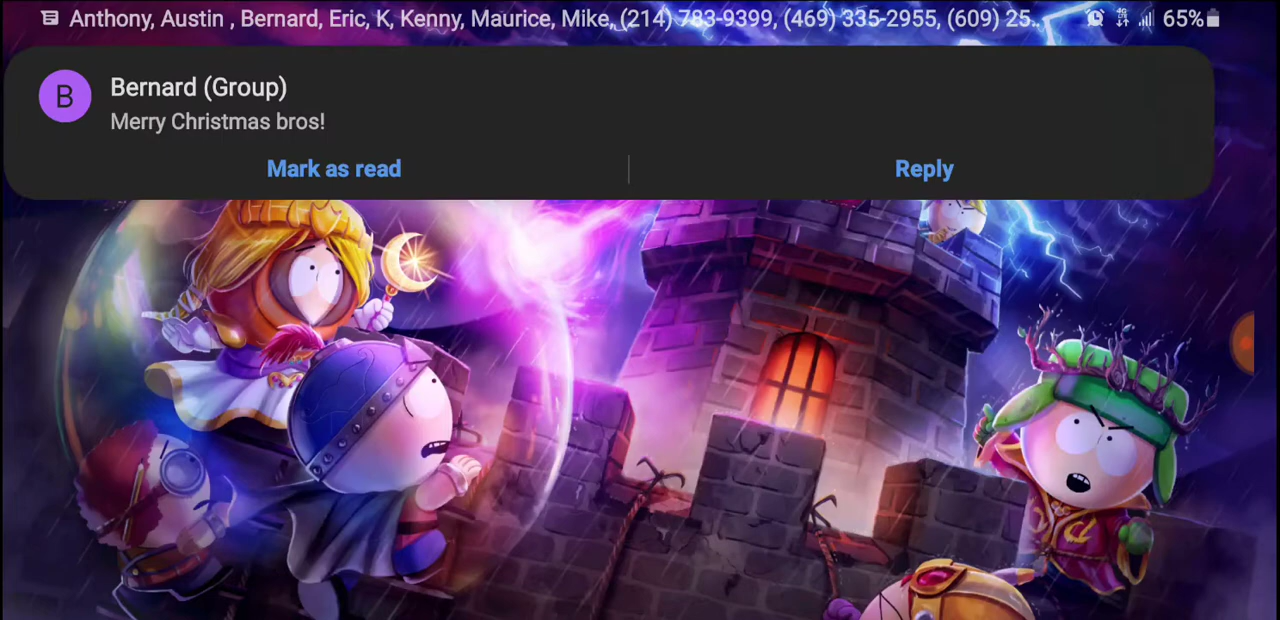 Anthony, Austin , Bernard, Eric, K, Kenny, Maurice, Mike, (214) 783-9399, (469) 335-2955, (609) 25... 65%
B
Bernard (Group)
Merry Christmas bros!
Mark as read
Reply